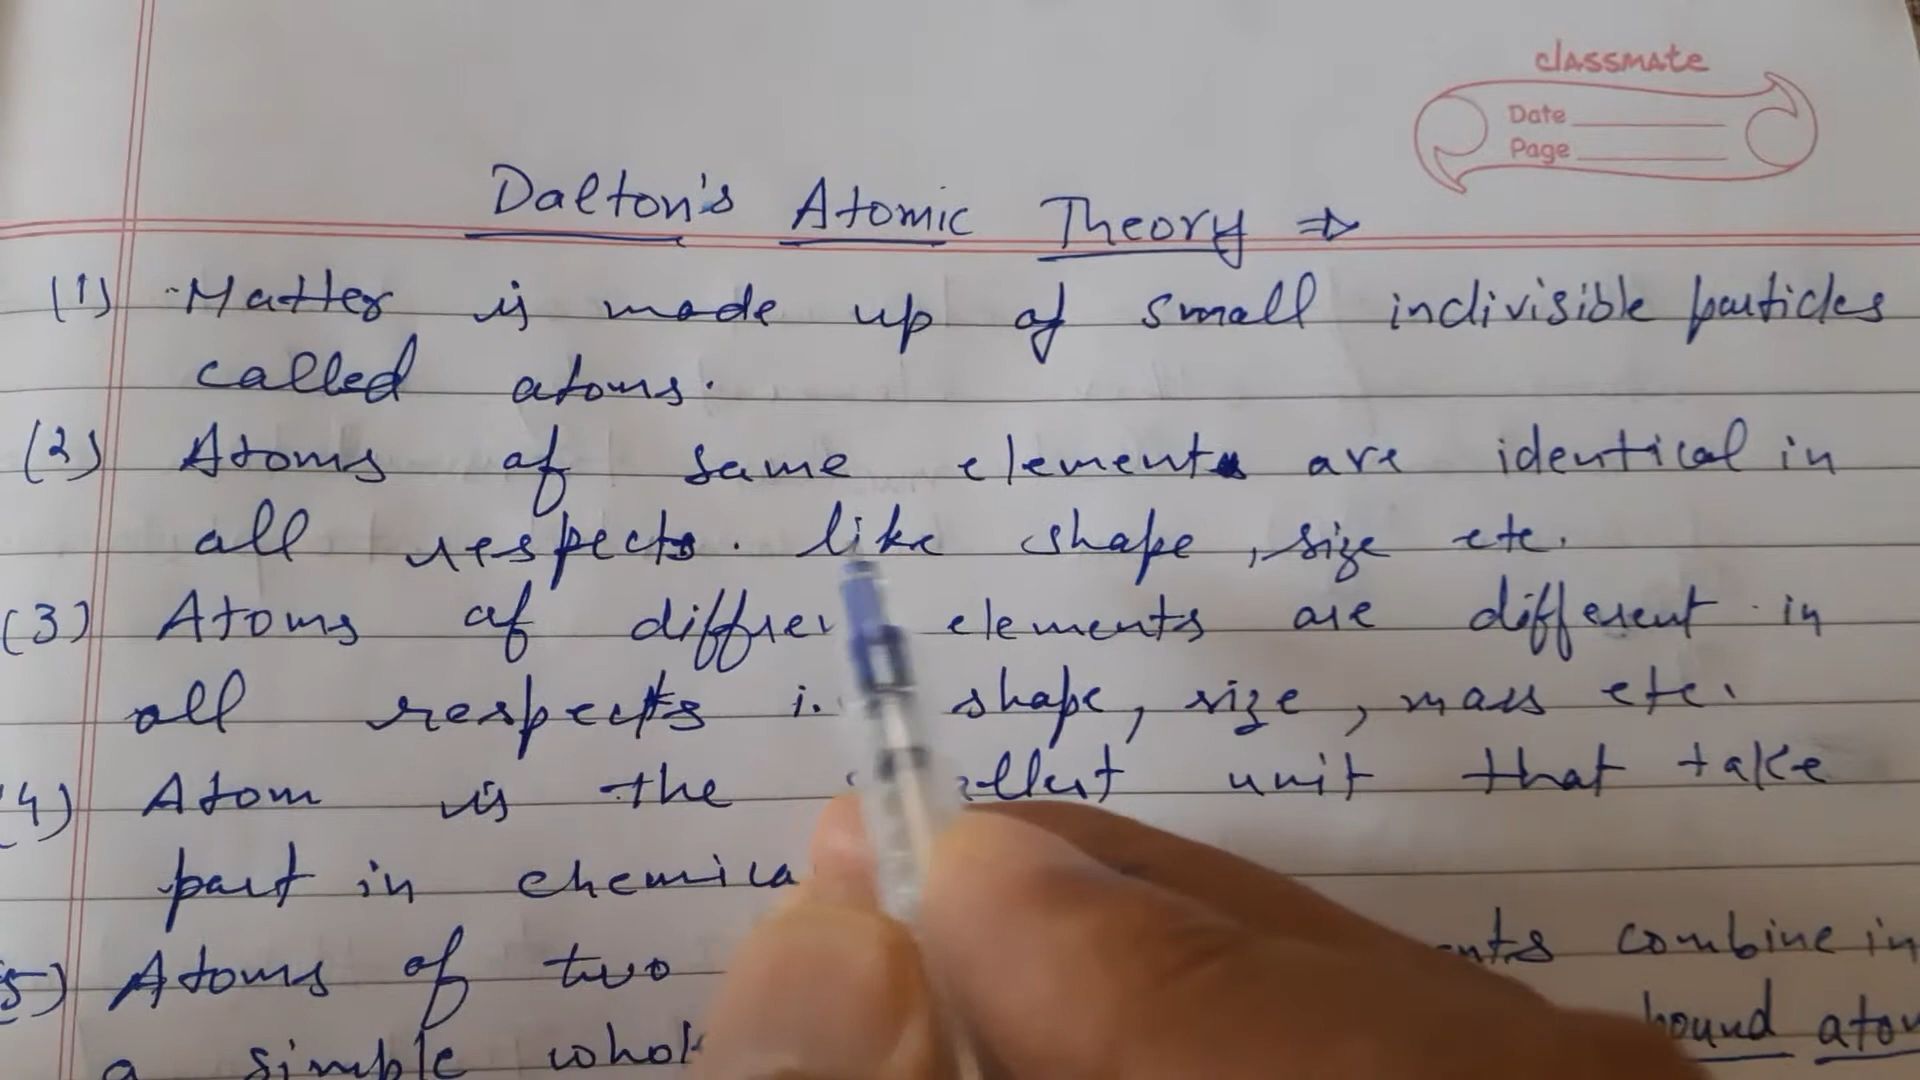 classmate
Date
Page
Dalton's Atomic Theory ⇒
(1) Matter is made up of small indivisible particles
called atoms.
(2) Atoms of same element are identical in
all respects. like shape, size etc.
(3) Atoms of elements are different in
all respects shape, size, mass etc.
(4) Atom is the unit that take
part in
(5) Atoms of two combine in
a simple